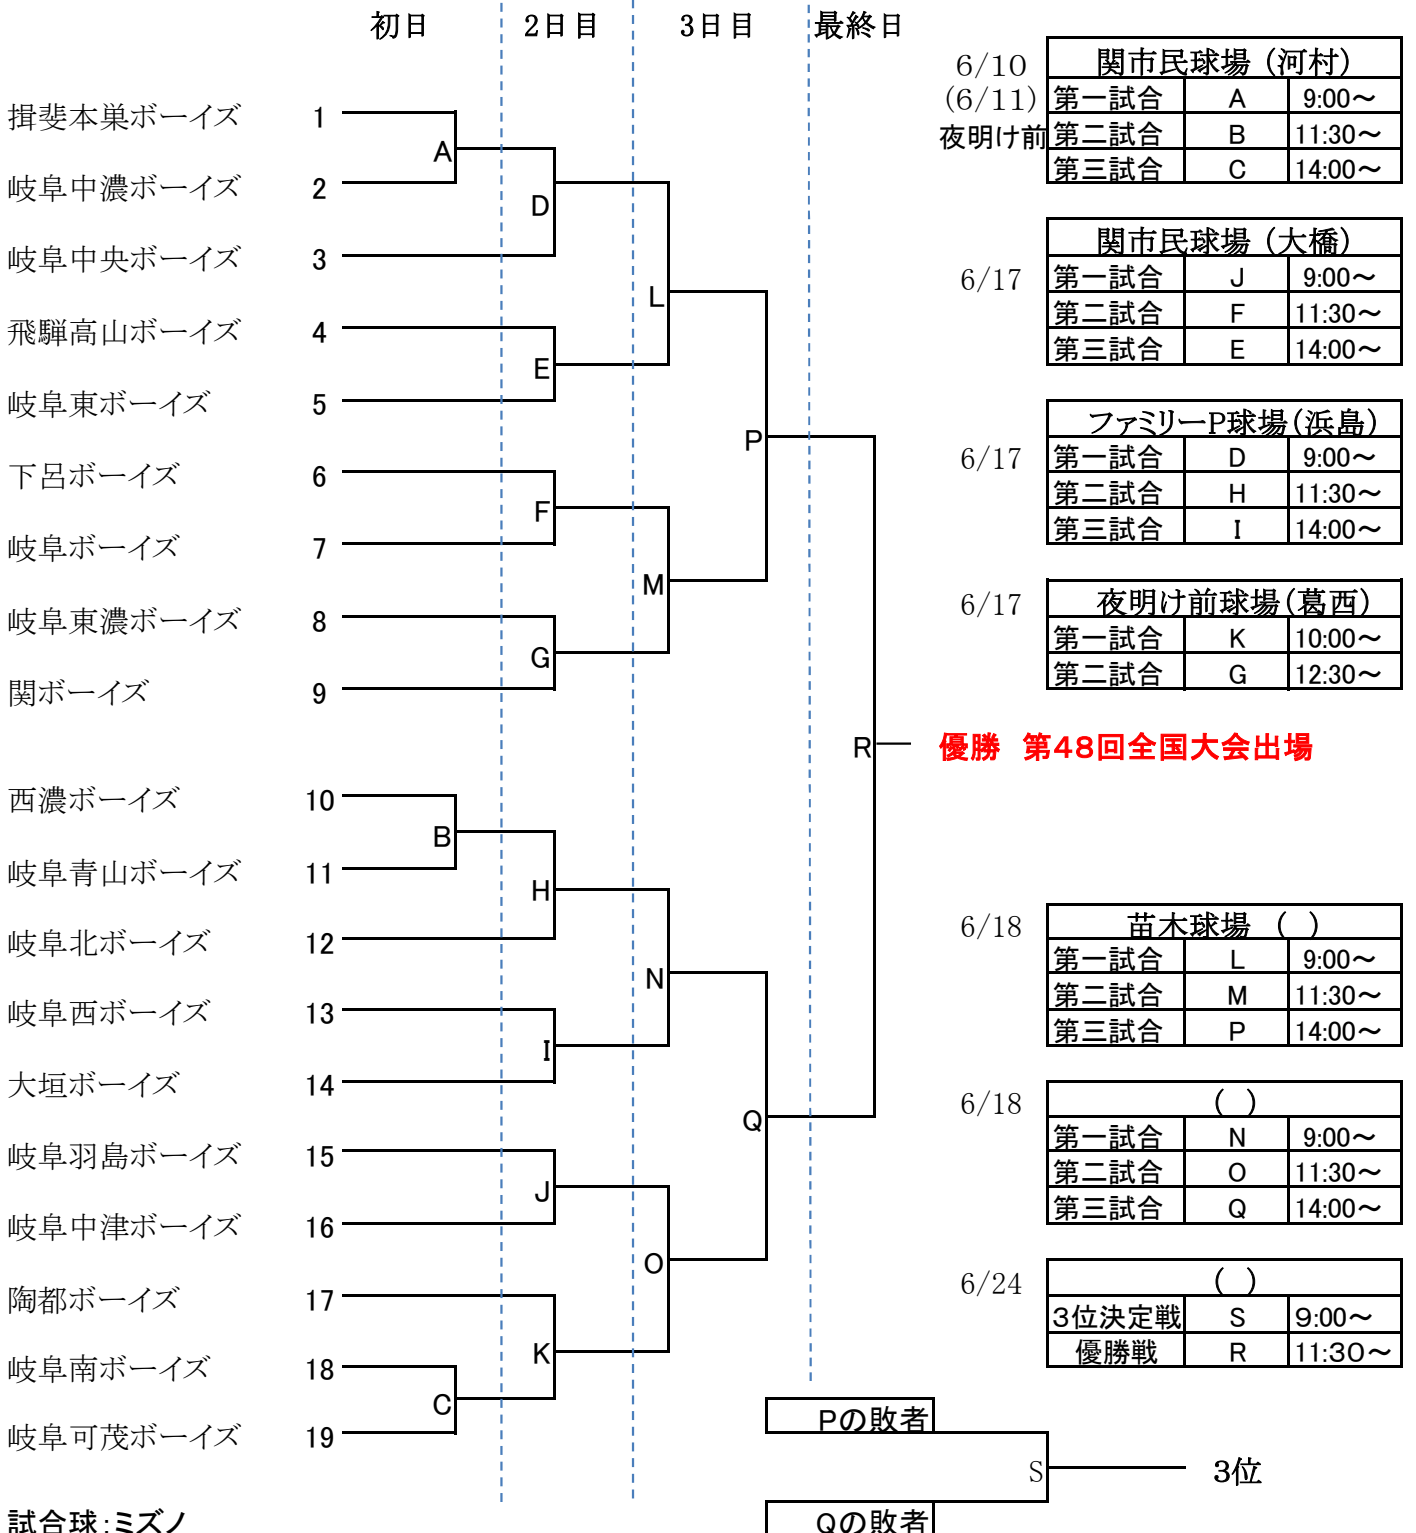 初日 2日目 3日目 最終日
揖斐本巣ボーイズ 1
A
岐阜中濃ボーイズ 2
D
岐阜中央ボーイズ 3
L
飛騨高山ボーイズ 4
E
岐阜東ボーイズ 5
P
下呂ボーイズ 6
F
岐阜ボーイズ 7
M
岐阜東濃ボーイズ 8
G
関ボーイズ 9
R 優勝 第48回全国大会出場
西濃ボーイズ 10
B
岐阜青山ボーイズ 11
H
岐阜北ボーイズ 12
N
岐阜西ボーイズ 13
I
大垣ボーイズ 14
Q
岐阜羽島ボーイズ 15
J
岐阜中津ボーイズ 16
O
陶都ボーイズ 17
K
岐阜南ボーイズ 18
C
岐阜可茂ボーイズ 19
試合球:ミズノ
Pの敗者
S 3位
Qの敗者
6/10 関市民球場 (河村)
(6/11) 第一試合 A 9:00~
夜明け前 第二試合 B 11:30~
第三試合 C 14:00~
関市民球場 (大橋)
6/17 第一試合 J 9:00~
第二試合 F 11:30~
第三試合 E 14:00~
ファミリーP球場(浜島)
6/17 第一試合 D 9:00~
第二試合 H 11:30~
第三試合 I 14:00~
6/17 夜明け前球場(葛西)
第一試合 K 10:00~
第二試合 G 12:30~
6/18 苗木球場 ( )
第一試合 L 9:00~
第二試合 M 11:30~
第三試合 P 14:00~
6/18 ( )
第一試合 N 9:00~
第二試合 O 11:30~
第三試合 Q 14:00~
6/24 ( )
3位決定戦 S 9:00~
優勝戦 R 11:30~